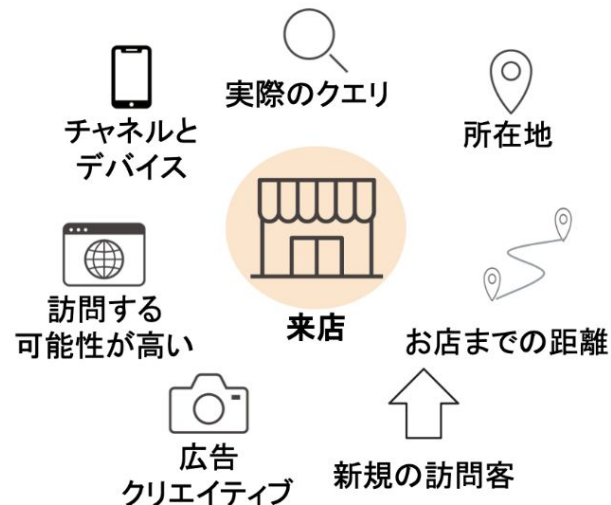 実際のクエリ
チャネルと
デバイス
所在地
訪問する
可能性が高い
来店
お店までの距離
広告
クリエイティブ
新規の訪問客